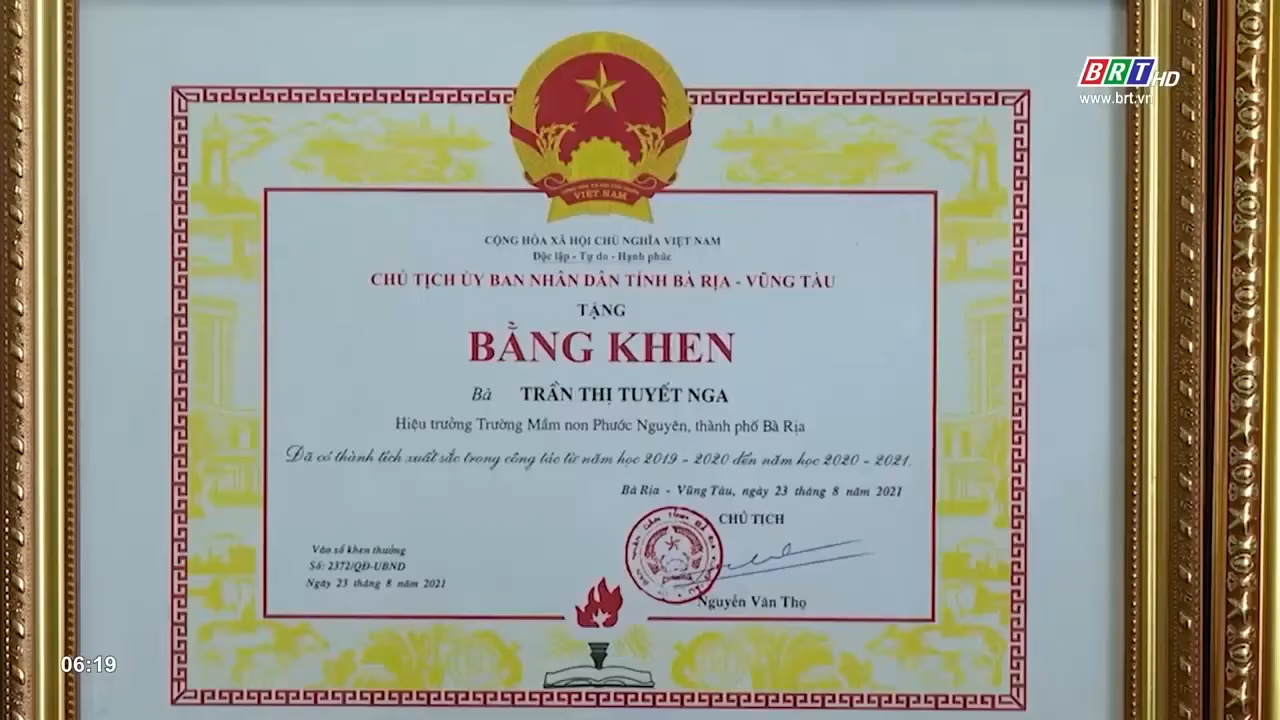 BRT HD
www.brt.vn
VIỆT NAM
CỘNG HÒA XÃ HỘI CHỦ NGHĨA VIỆT NAM
Độc lập - Tự do - Hạnh phúc
CHỦ TỊCH ỦY BAN NHÂN DÂN TỈNH BÀ RỊA - VŨNG TÀU
TẶNG
BẰNG KHEN
Bà TRẦN THỊ TUYẾT NGA
Hiệu trưởng Trường Mầm non Phước Nguyên, thành phố Bà Rịa
Đã có thành tích xuất sắc trong công tác từ năm học 2019 - 2020 đến năm học 2020 - 2021.
Bà Rịa - Vũng Tàu, ngày 23 tháng 8 năm 2021
CHỦ TỊCH
Vào sổ khen thưởng
Số: 2372/QĐ-UBND
Ngày 23 tháng 8 năm 2021
Nguyễn Văn Thọ
06:19